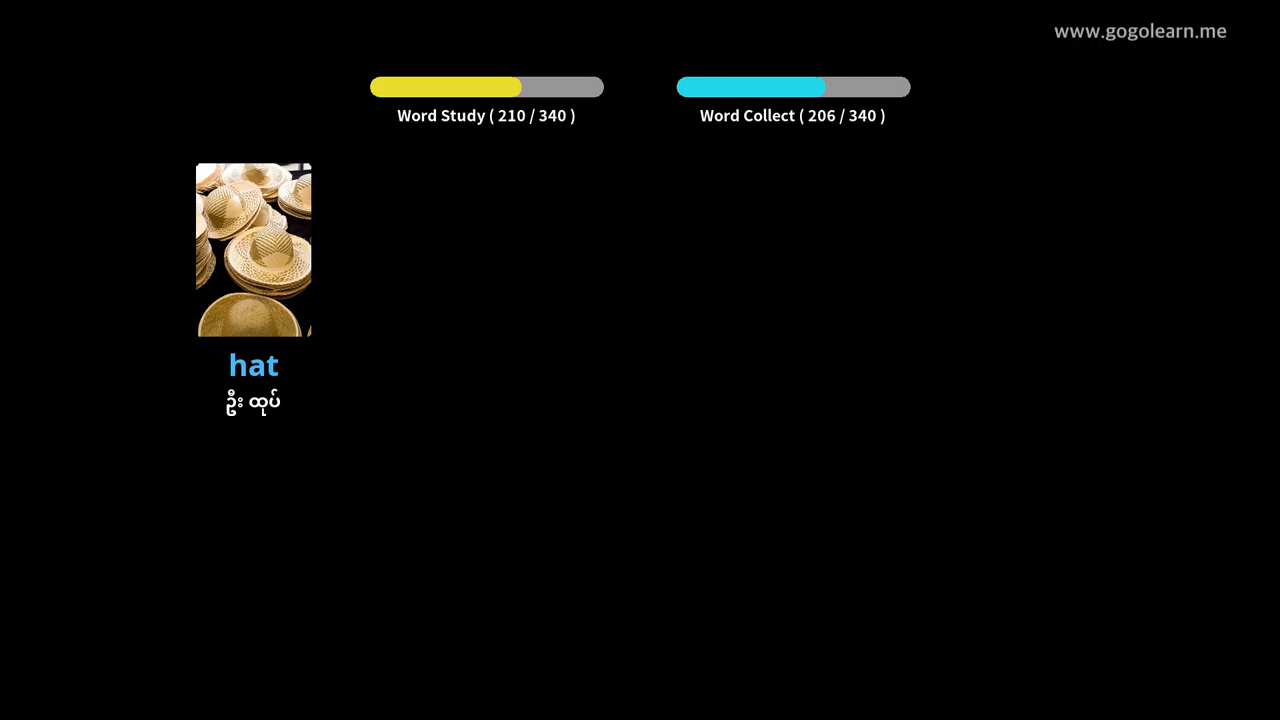 www.gogolearn.me
Word Study ( 210 / 340 )
Word Collect ( 206 / 340 )
hat
ဦး ထုပ်